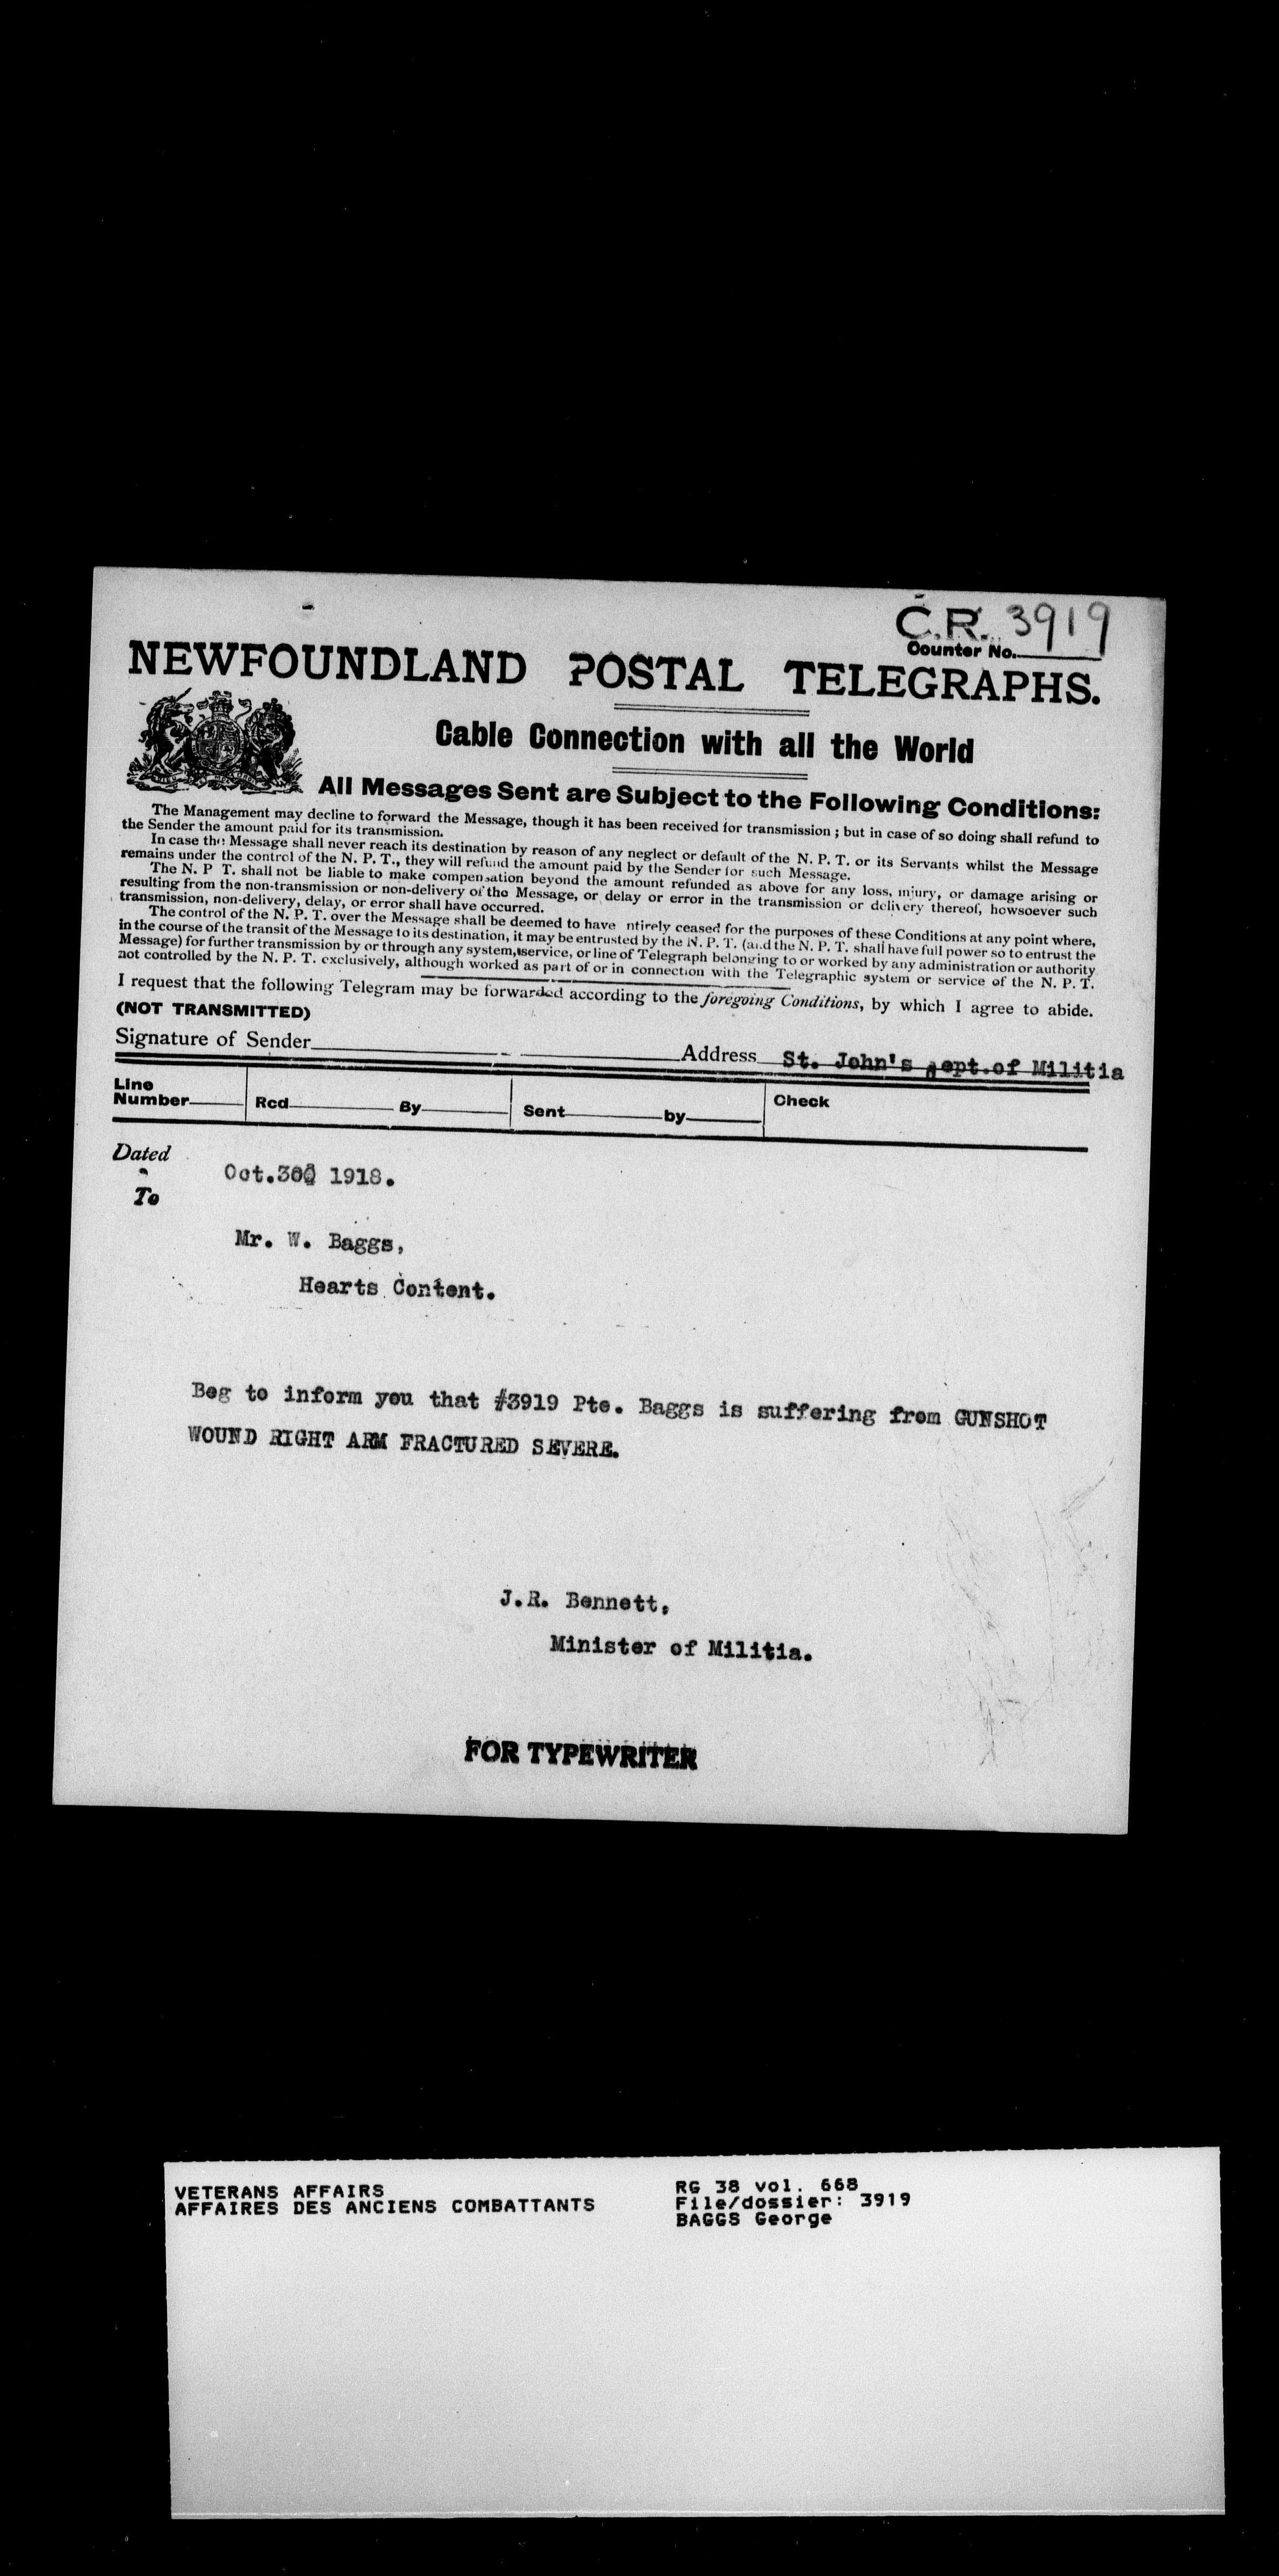 C.R. 3919
Counter No.
NEWFOUNDLAND POSTAL TELEGRAPHS.
Cable Connection with all the World
All Messages Sent are Subject to the Following Conditions:
The Management may decline to forward the Message, though it has been received for transmission ; but in case of so doing shall refund to
the Sender the amount paid for its transmission.
In case the Message shall never reach its destination by reason of any neglect or default of the N. P. T. or its Servants whilst the Message
remains under the control of the N. P. T., they will refund the amount paid by the Sender for such Message.
The N. P T. shall not be liable to make compensation beyond the amount refunded as above for any loss, injury, or damage arising or
resulting from the non-transmission or non-delivery of the Message, or delay or error in the transmission or delivery thereof, howsoever such
transmission, non-delivery, delay, or error shall have occurred.
The control of the N. P. T. over the Message shall be deemed to have ntirely ceased for the purposes of these Conditions at any point where,
in the course of the transit of the Message to its destination, it may be entrusted by the N. P. T. (and the N. P. T. shall have full power so to entrust the
Message) for further transmission by or through any system, service, or line of Telegraph belonging to or worked by any administration or authority
not controlled by the N. P. T. exclusively, although worked as part of or in connection with the Telegraphic system or service of the N. P. T.
I request that the following Telegram may be forwarded according to the foregoing Conditions, by which I agree to abide.
(NOT TRANSMITTED)
Signature of Sender Address St. John's Dept.of Militia
Line
Number Rcd By Sent by Check
Dated
Oct. 1918.
To
Mr. W. Baggs,
Hearts Content.
Beg to inform you that #3919 Pte. Baggs is suffering from GUNSHOT
WOUND RIGHT ARM FRACTURED SEVERE.
J.R. Bennett,
Minister of Militia.
FOR TYPEWRITER
VETERANS AFFAIRS RG 38 vol. 668
AFFAIRES DES ANCIENS COMBATTANTS File/dossier: 3919
BAGGS George